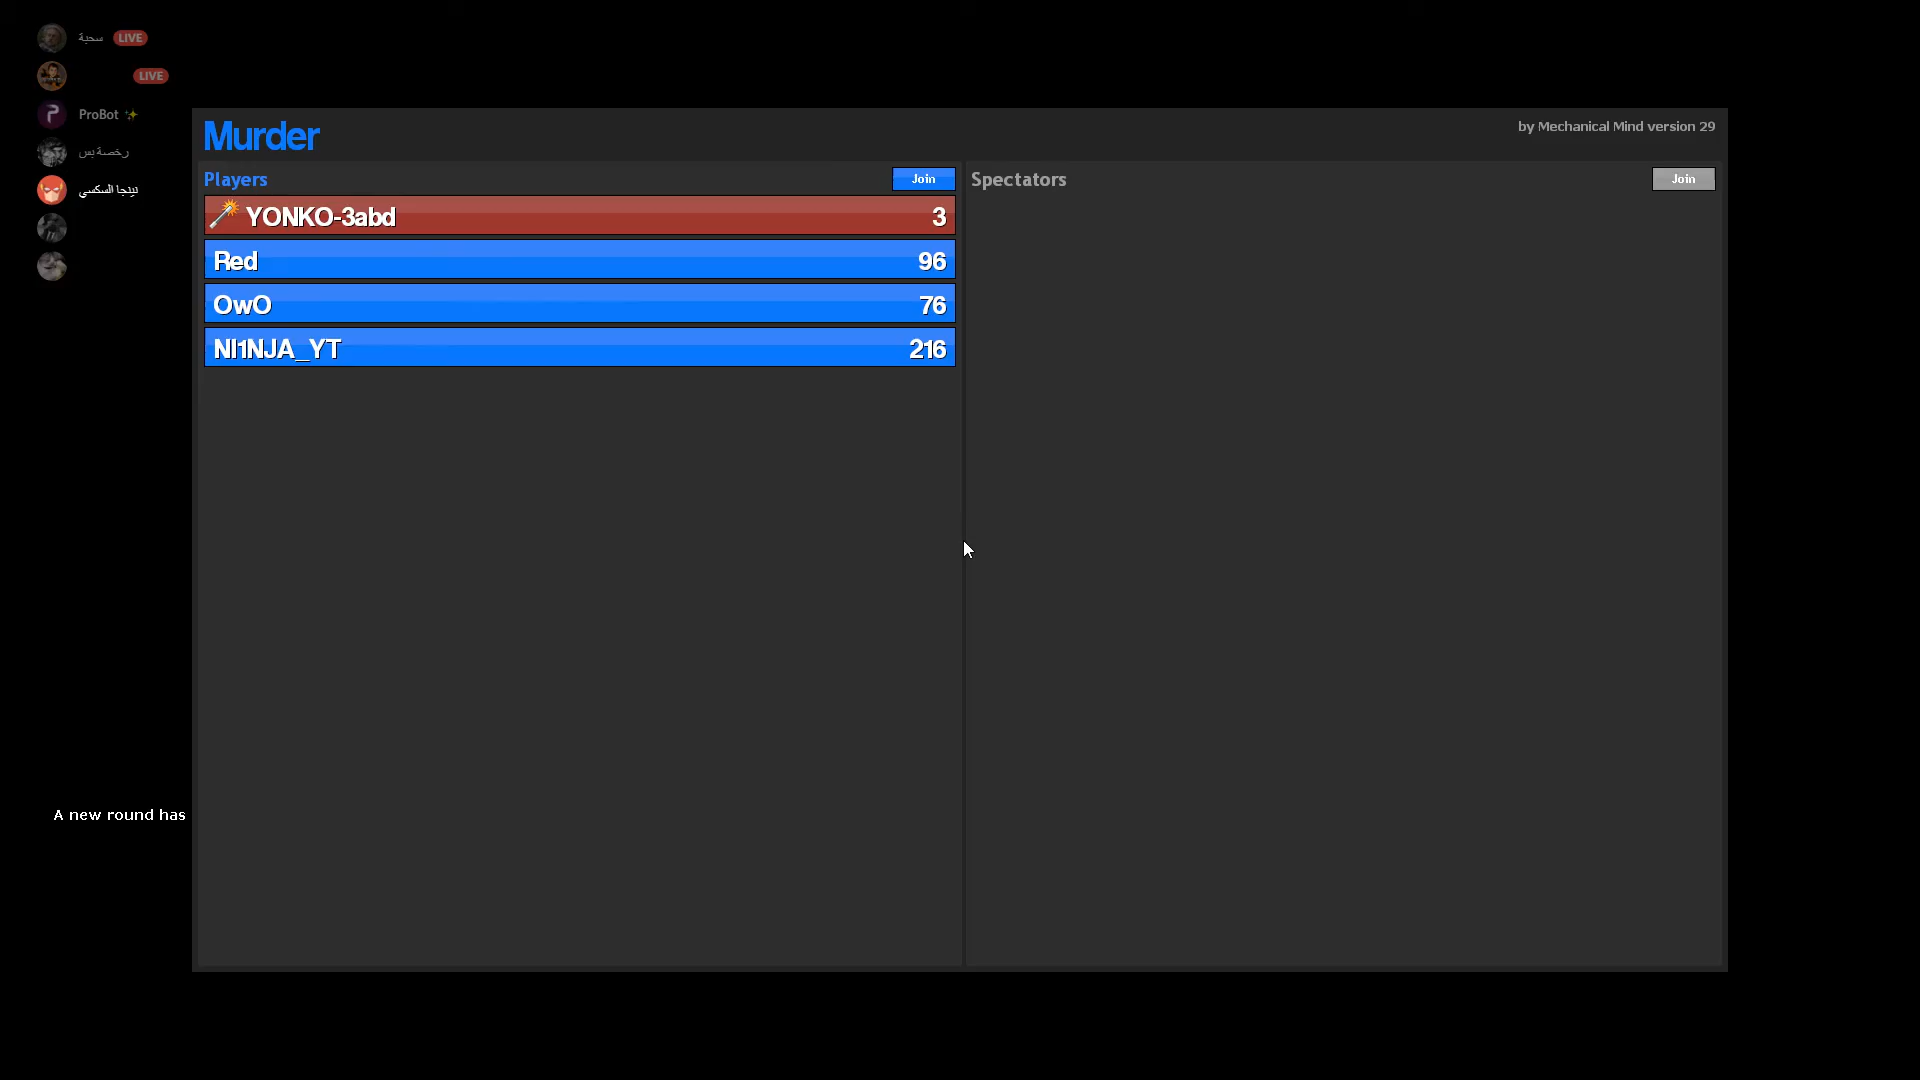 سحبة LIVE
LIVE
ProBot ✨
رخصة بس
نينجا السكسي
Murder
by Mechanical Mind version 29
Players
Join
YONKO-3abd 3
Red 96
OwO 76
NI1NJA_YT 216
Spectators
Join
A new round has